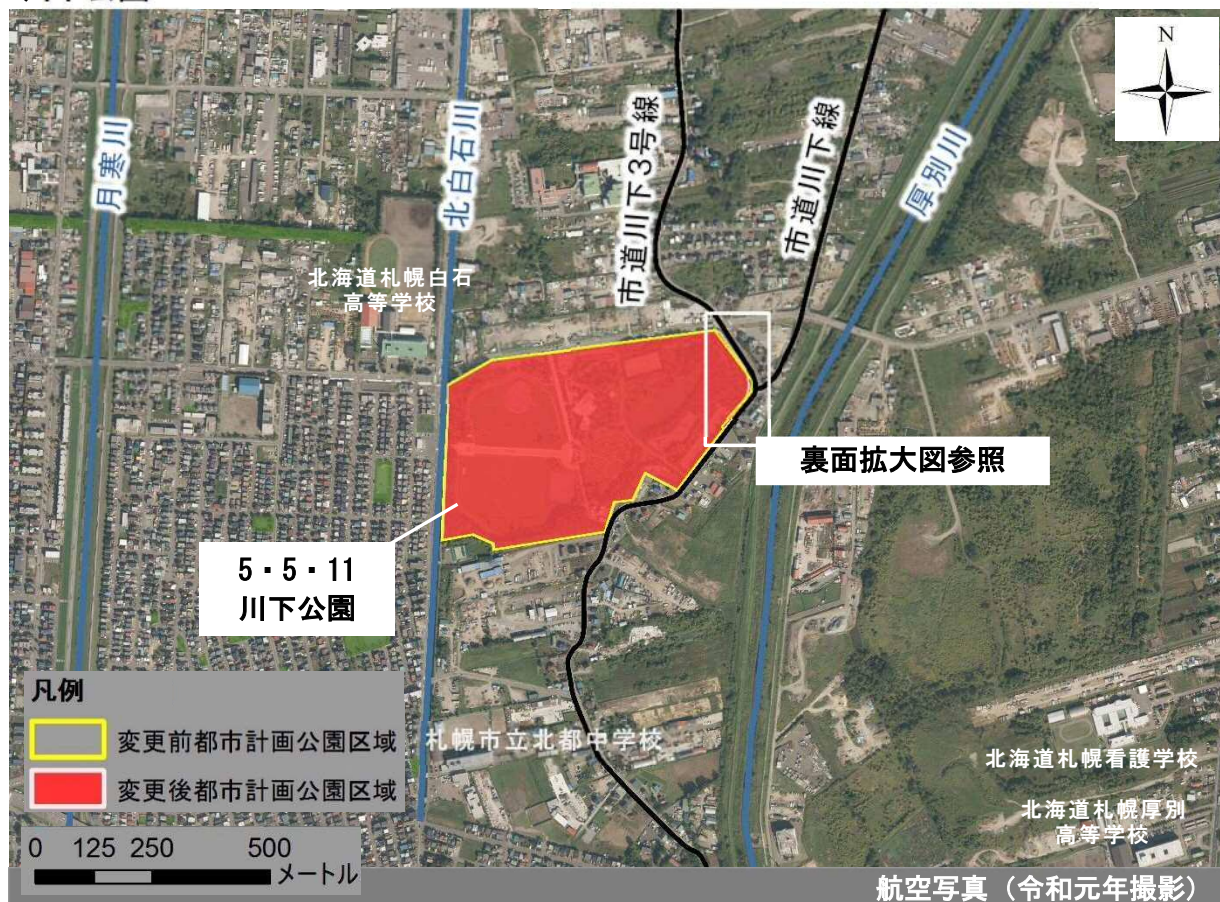 N
月寒川
北白石川
市道川下3号線
市道川下線
厚別川
北海道札幌白石
高等学校
裏面拡大図参照
5・5・11
川下公園
凡例
変更前都市計画公園区域
変更後都市計画公園区域
札幌市立北都中学校
北海道札幌看護学校
北海道札幌厚別
高等学校
0 125 250 500
メートル
航空写真(令和元年撮影)